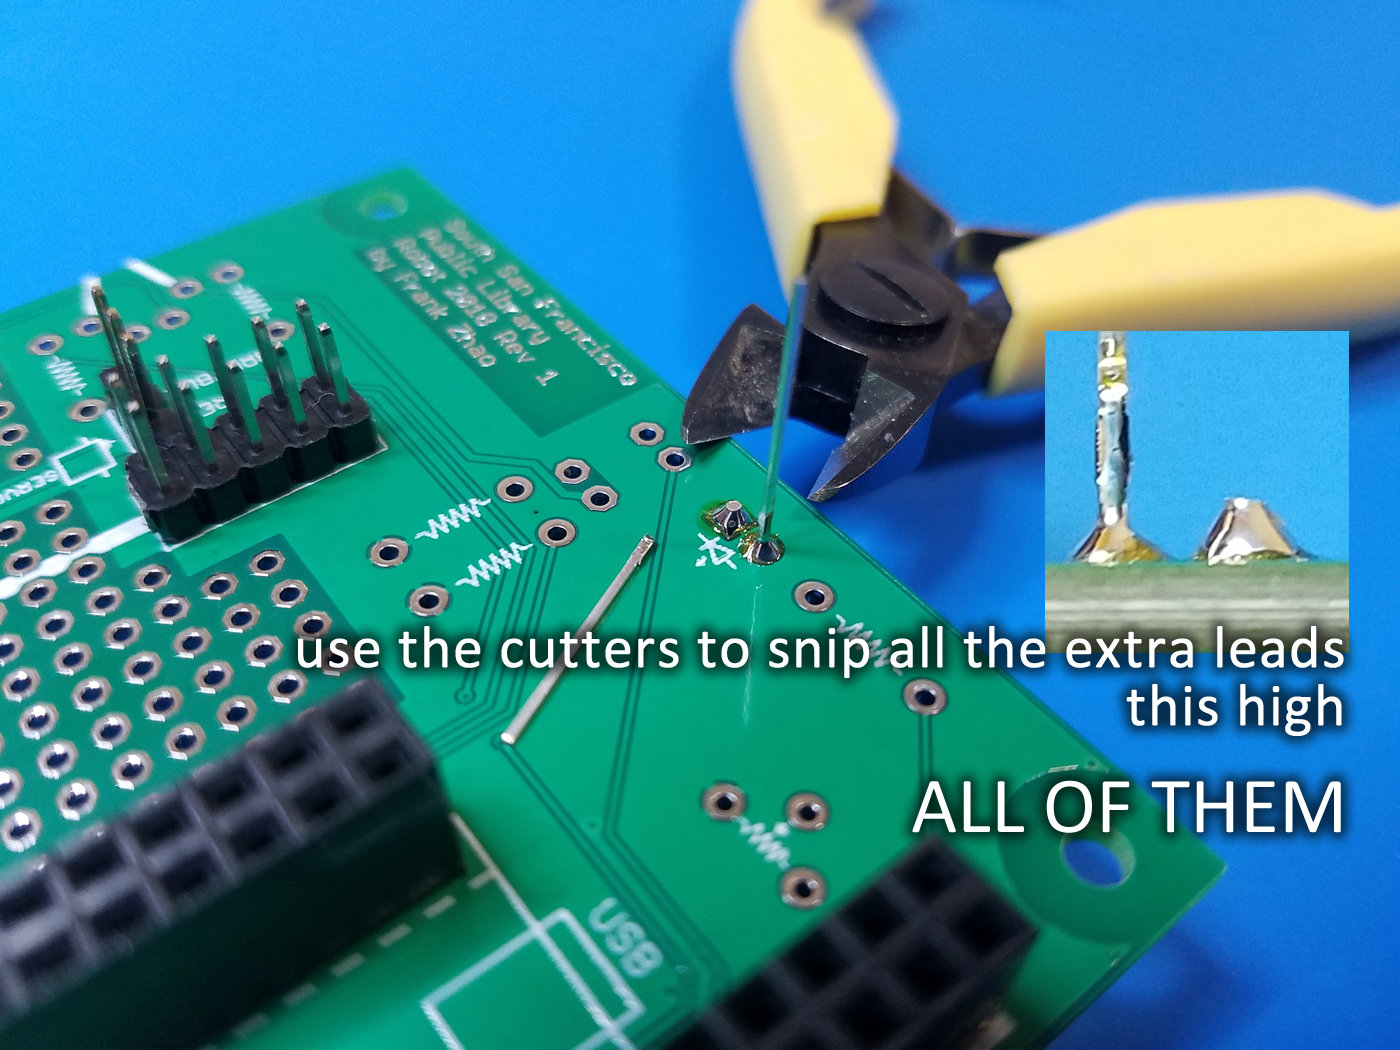 South San Francisco
Public Library
Robot 2018 Rev 1
by Frank Zhao
SERVO
use the cutters to snip all the extra leads
this high
ALL OF THEM
USB